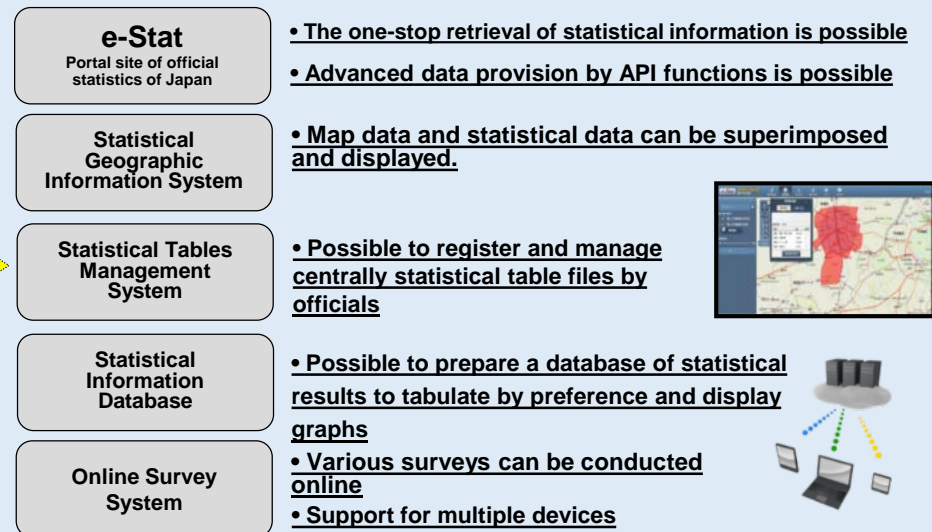 e-Stat
Portal site of official
statistics of Japan
• The one-stop retrieval of statistical information is possible
• Advanced data provision by API functions is possible
Statistical
Geographic
Information System
• Map data and statistical data can be superimposed
and displayed.
Statistical Tables
Management
System
• Possible to register and manage
centrally statistical table files by
officials
Statistical
Information
Database
• Possible to prepare a database of statistical
results to tabulate by preference and display
graphs
Online Survey
System
• Various surveys can be conducted
online
• Support for multiple devices